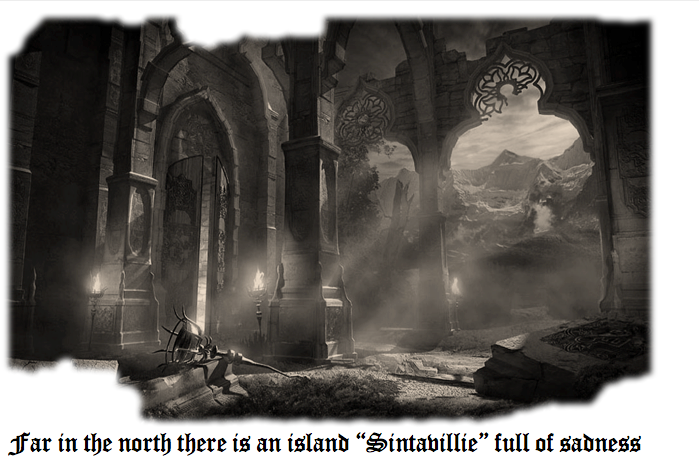 Far in the north there is an island “Sintavillie” full of sadness